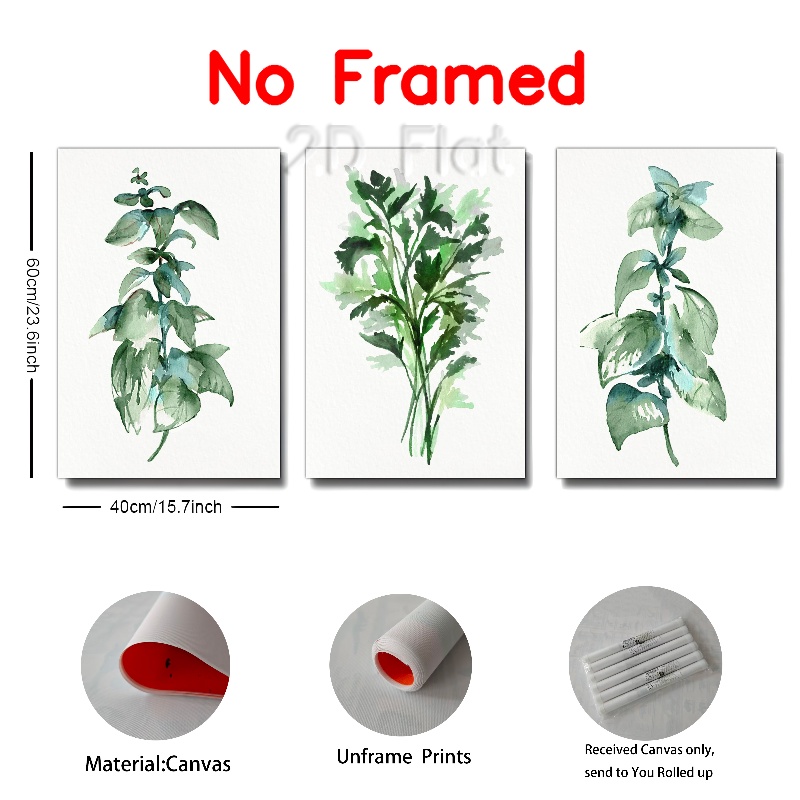 No Framed
2D Flat
60cm/23.6inch
40cm/15.7inch
Material:Canvas
Unframe Prints
Received Canvas only,
send to You Rolled up